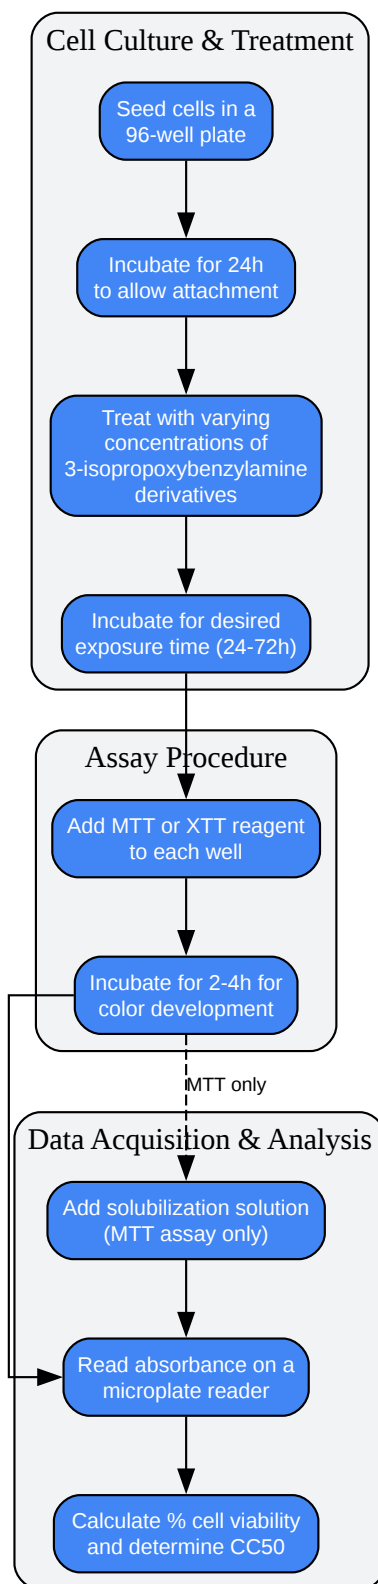 Cell Culture & Treatment
Seed cells in a
96-well plate
Incubate for 24h
to allow attachment
Treat with varying
concentrations of
3-isopropoxybenzylamine
derivatives
Incubate for desired
exposure time (24-72h)
Assay Procedure
Add MTT or XTT reagent
to each well
Incubate for 2-4h for
color development
MTT only
Data Acquisition & Analysis
Add solubilization solution
(MTT assay only)
Read absorbance on a
microplate reader
Calculate % cell viability
and determine CC50